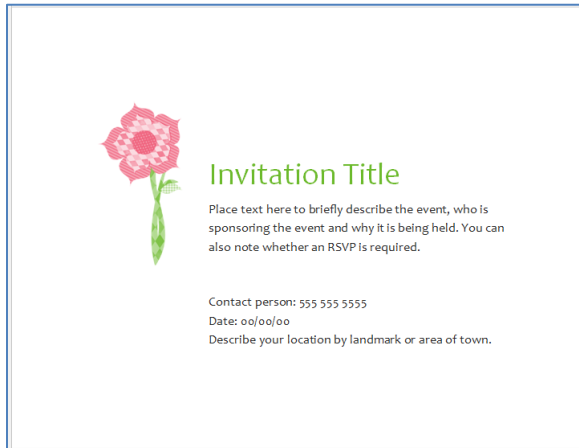 Invitation Title
Place text here to briefly describe the event, who is
sponsoring the event and why it is being held. You can
also note whether an RSVP is required.
Contact person: 555 555 5555
Date: 00/00/00
Describe your location by landmark or area of town.